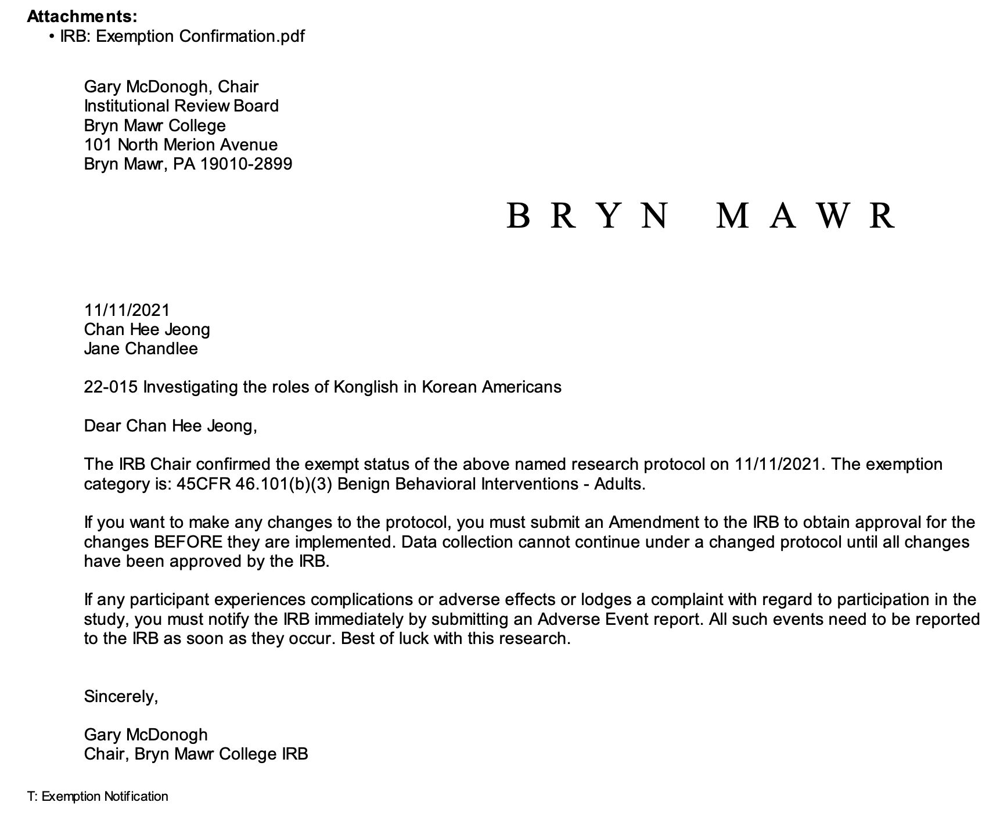 Attachments:
• IRB: Exemption Confirmation.pdf
Gary McDonogh, Chair
Institutional Review Board
Bryn Mawr College
101 North Merion Avenue
Bryn Mawr, PA 19010-2899
BRYN MAWR
11/11/2021
Chan Hee Jeong
Jane Chandlee
22-015 Investigating the roles of Konglish in Korean Americans
Dear Chan Hee Jeong,
The IRB Chair confirmed the exempt status of the above named research protocol on 11/11/2021. The exemption
category is: 45CFR 46.101(b)(3) Benign Behavioral Interventions - Adults.
If you want to make any changes to the protocol, you must submit an Amendment to the IRB to obtain approval for the
changes BEFORE they are implemented. Data collection cannot continue under a changed protocol until all changes
have been approved by the IRB.
If any participant experiences complications or adverse effects or lodges a complaint with regard to participation in the
study, you must notify the IRB immediately by submitting an Adverse Event report. All such events need to be reported
to the IRB as soon as they occur. Best of luck with this research.
Sincerely,
Gary McDonogh
Chair, Bryn Mawr College IRB
T: Exemption Notification